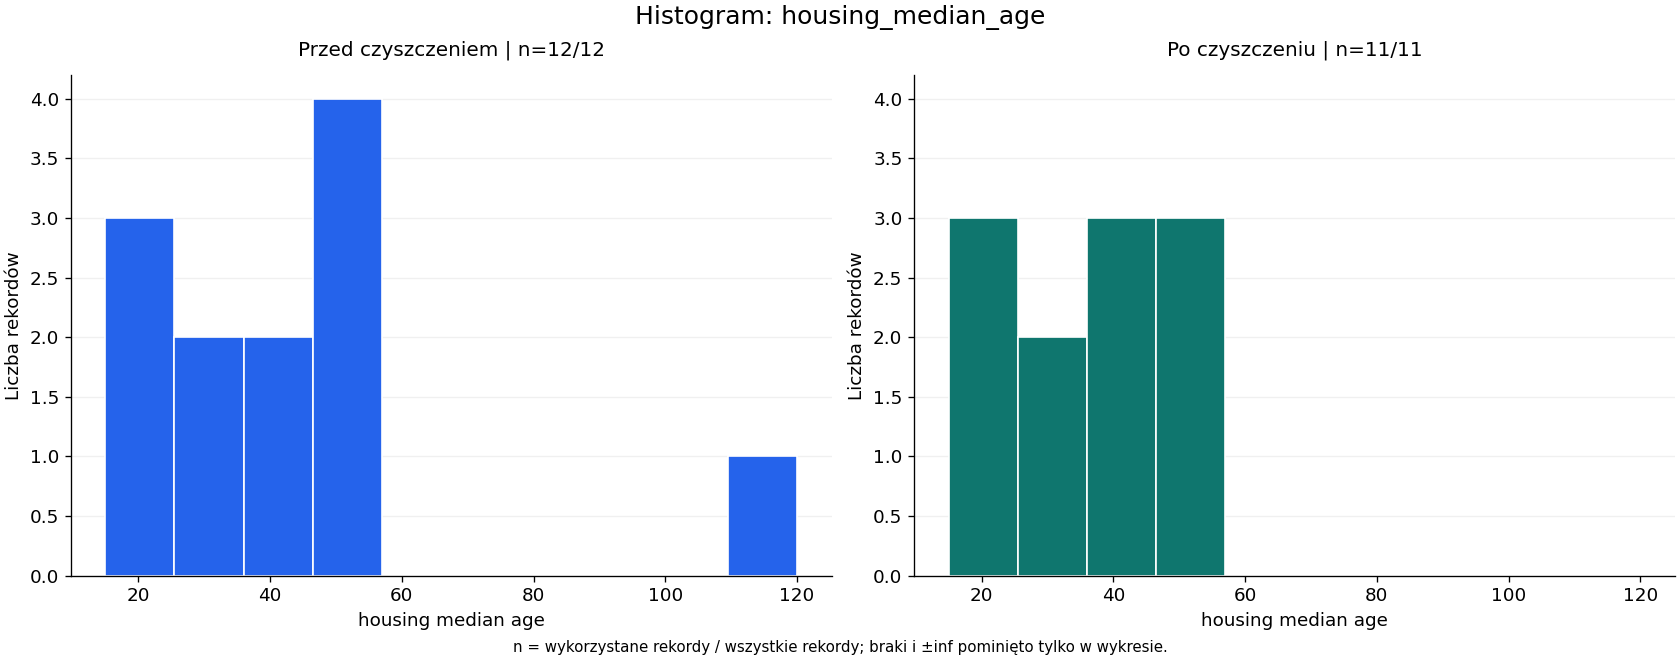 Histogram: housing_median_age
Przed czyszczeniem | n=12/12
4.0
3.5
3.0
2.5
2.0
1.5
1.0
0.5
0.0
Liczba rekordów
20 40 60 80 100 120
housing median age
Po czyszczeniu | n=11/11
4.0
3.5
3.0
2.5
2.0
1.5
1.0
0.5
0.0
Liczba rekordów
20 40 60 80 100 120
housing median age
n = wykorzystane rekordy / wszystkie rekordy; braki i ±inf pominięto tylko w wykresie.